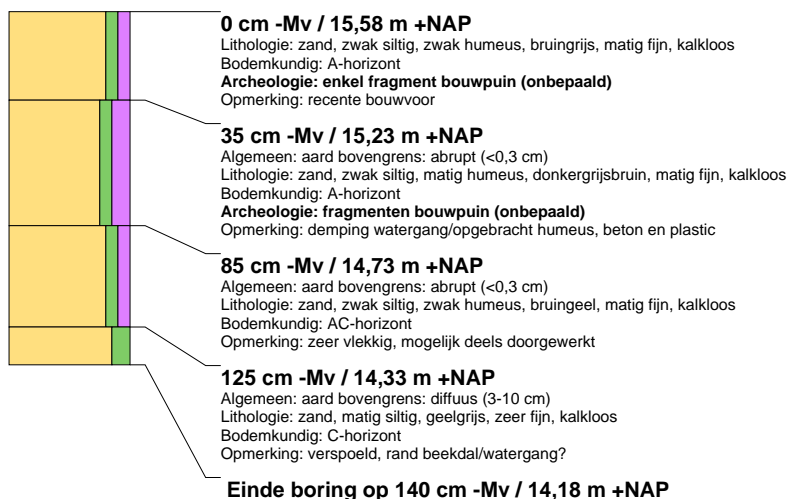 0 cm -Mv / 15,58 m +NAP
Lithologie: zand, zwak siltig, zwak humeus, bruingrijs, matig fijn, kalkloos
Bodemkundig: A-horizont
Archeologie: enkel fragment bouwpuin (onbepaald)
Opmerking: recente bouwvoor
35 cm -Mv / 15,23 m +NAP
Algemeen: aard bovengrens: abrupt (<0,3 cm)
Lithologie: zand, zwak siltig, matig humeus, donkergrijsbruin, matig fijn, kalkloos
Bodemkundig: A-horizont
Archeologie: fragmenten bouwpuin (onbepaald)
Opmerking: demping watergang/opgebracht humeus, beton en plastic
85 cm -Mv / 14,73 m +NAP
Algemeen: aard bovengrens: abrupt (<0,3 cm)
Lithologie: zand, zwak siltig, zwak humeus, bruingeel, matig fijn, kalkloos
Bodemkundig: AC-horizont
Opmerking: zeer vlekkig, mogelijk deels doorgewerkt
125 cm -Mv / 14,33 m +NAP
Algemeen: aard bovengrens: diffuus (3-10 cm)
Lithologie: zand, matig siltig, geelgrijs, zeer fijn, kalkloos
Bodemkundig: C-horizont
Opmerking: verspoeld, rand beekdal/watergang?
Einde boring op 140 cm -Mv / 14,18 m +NAP